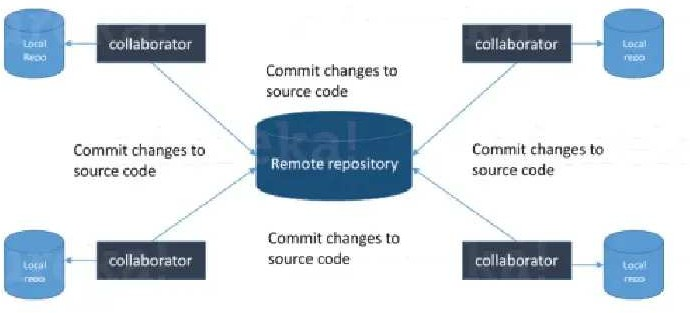 Local
Repo
collaborator
collaborator
Local
repo
Commit changes to
source code
Commit changes to
source code
Remote repository
Commit changes to
source code
Commit changes to
source code
Local
repo
collaborator
collaborator
Local
repo